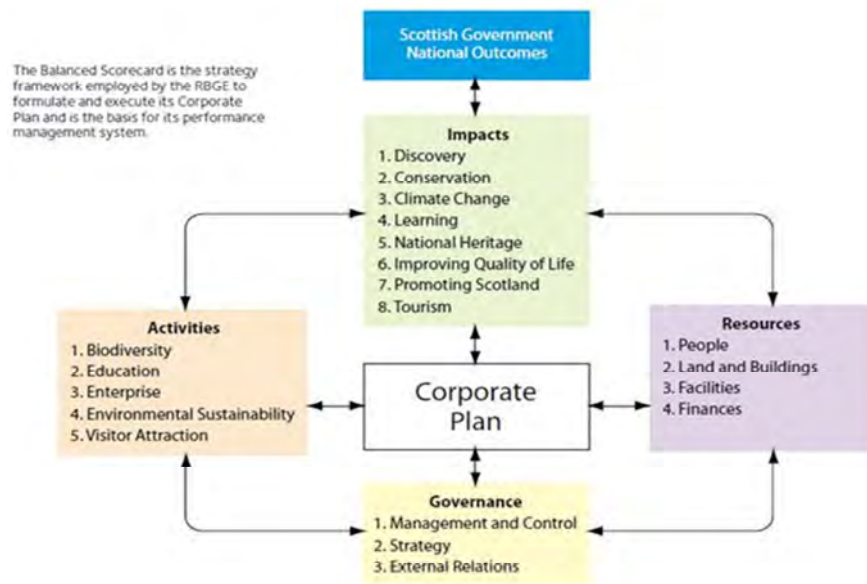 Scottish Government
National Outcomes
The Balanced Scorecard is the strategy
framework employed by the RBGE to
formulate and execute its Corporate
Plan and is the basis for its performance
management system.
Impacts
1. Discovery
2. Conservation
3. Climate Change
4. Learning
5. National Heritage
6. Improving Quality of Life
7. Promoting Scotland
8. Tourism
Activities
1. Biodiversity
2. Education
3. Enterprise
4. Environmental Sustainability
5. Visitor Attraction
Corporate
Plan
Resources
1. People
2. Land and Buildings
3. Facilities
4. Finances
Governance
1. Management and Control
2. Strategy
3. External Relations